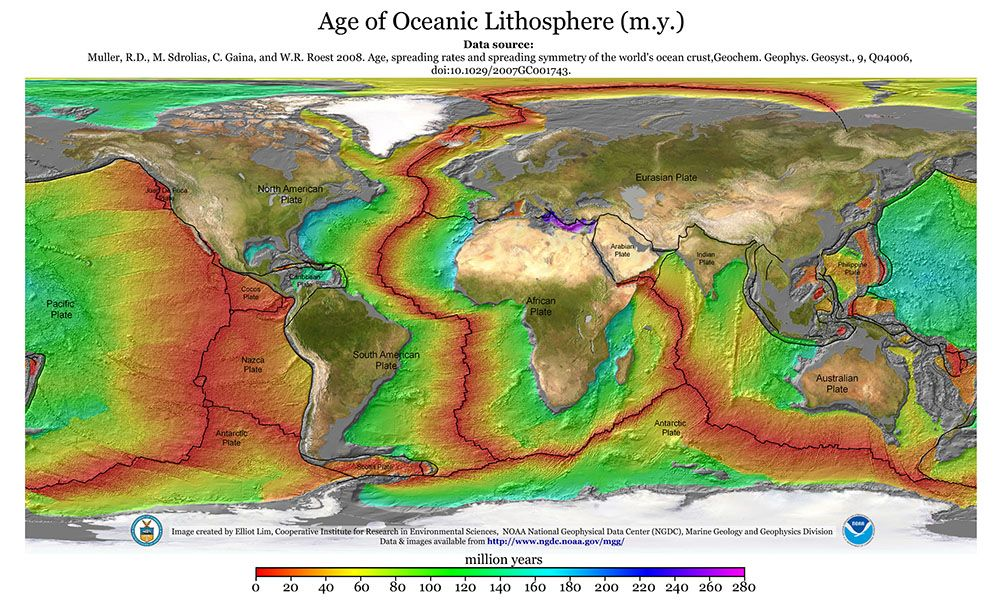 Age of Oceanic Lithosphere (m.y.)
Data source:
Muller, R.D., M. Sdrolias, C. Gaina, and W.R. Roest 2008. Age, spreading rates and spreading symmetry of the world's ocean crust,Geochem. Geophys. Geosyst., 9, Q04006,
doi:10.1029/2007GC001743.
Eurasian Plate
Juan De Fuca
Plate
North American
Plate
Arabian
Plate
Indian
Plate
Philippine
Plate
Caribbean
Plate
Cocos
Plate
Pacific
Plate
African
Plate
Nazca
Plate
South American
Plate
Australian
Plate
Antarctic
Plate
Antarctic
Plate
Scotia Plate
Image created by Elliot Lim, Cooperative Institute for Research in Environmental Sciences, NOAA National Geophysical Data Center (NGDC), Marine Geology and Geophysics Division
Data & images available from http://www.ngdc.noaa.gov/mgg/
NOAA
million years
0 20 40 60 80 100 120 140 160 180 200 220 240 260 280